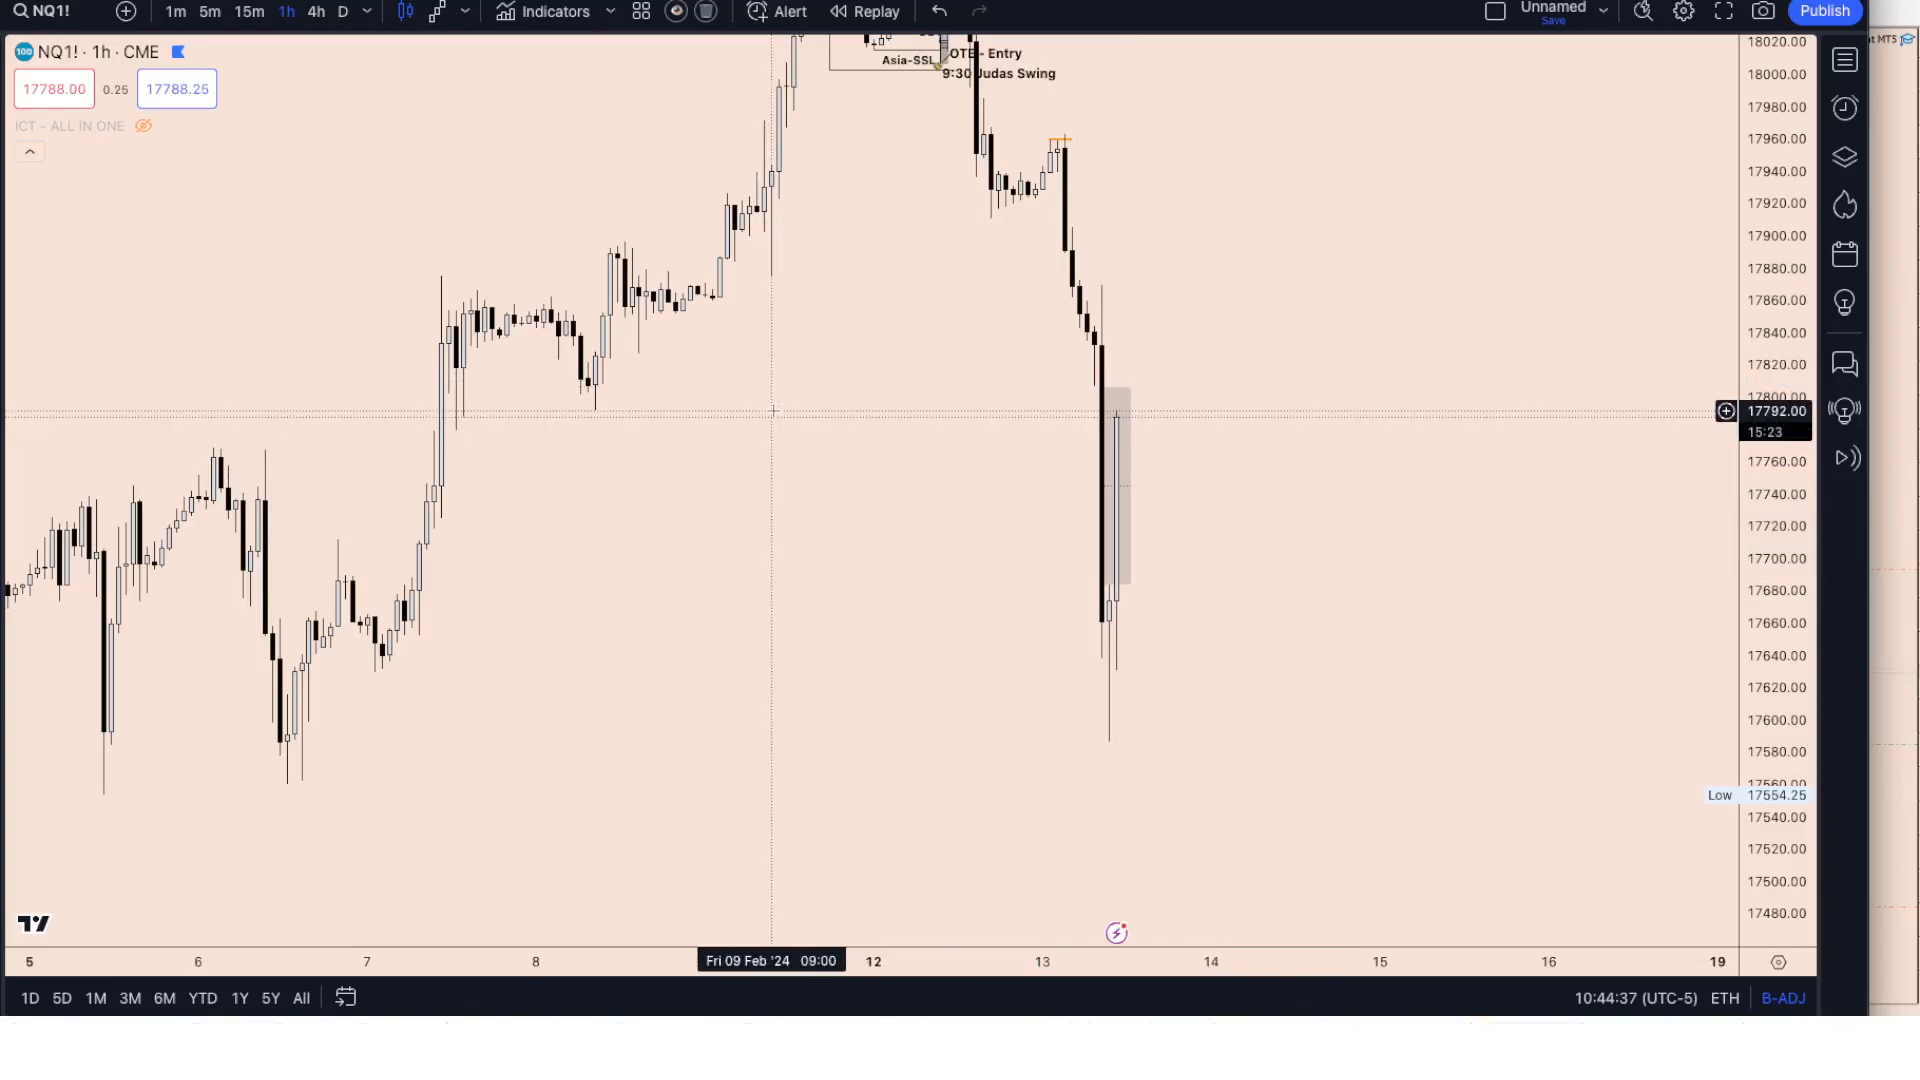 NQ1!
1m 5m 15m 1h 4h D
Indicators
Alert
Replay
Unnamed
Save
Publish
100 NQ1! · 1h · CME
17788.00 0.25 17788.25
ICT - ALL IN ONE
Asia-SSL
OTE - Entry
9:30 Judas Swing
t MT5
18020.00
18000.00
17980.00
17960.00
17940.00
17920.00
17900.00
17880.00
17860.00
17840.00
17820.00
17800.00
17792.00
15:23
17760.00
17740.00
17720.00
17700.00
17680.00
17660.00
17640.00
17620.00
17600.00
17580.00
17560.00
Low 17554.25
17540.00
17520.00
17500.00
17480.00
5 6 7 8 Fri 09 Feb '24 09:00 12 13 14 15 16 19
1D 5D 1M 3M 6M YTD 1Y 5Y All
10:44:37 (UTC-5) ETH B-ADJ